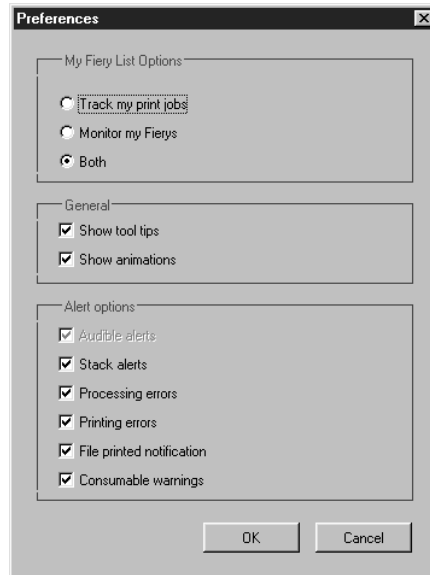 Preferences
My Fiery List Options
Track my print jobs
Monitor my Fierys
Both
General
Show tool tips
Show animations
Alert options
Audible alerts
Stack alerts
Processing errors
Printing errors
File printed notification
Consumable warnings
OK Cancel